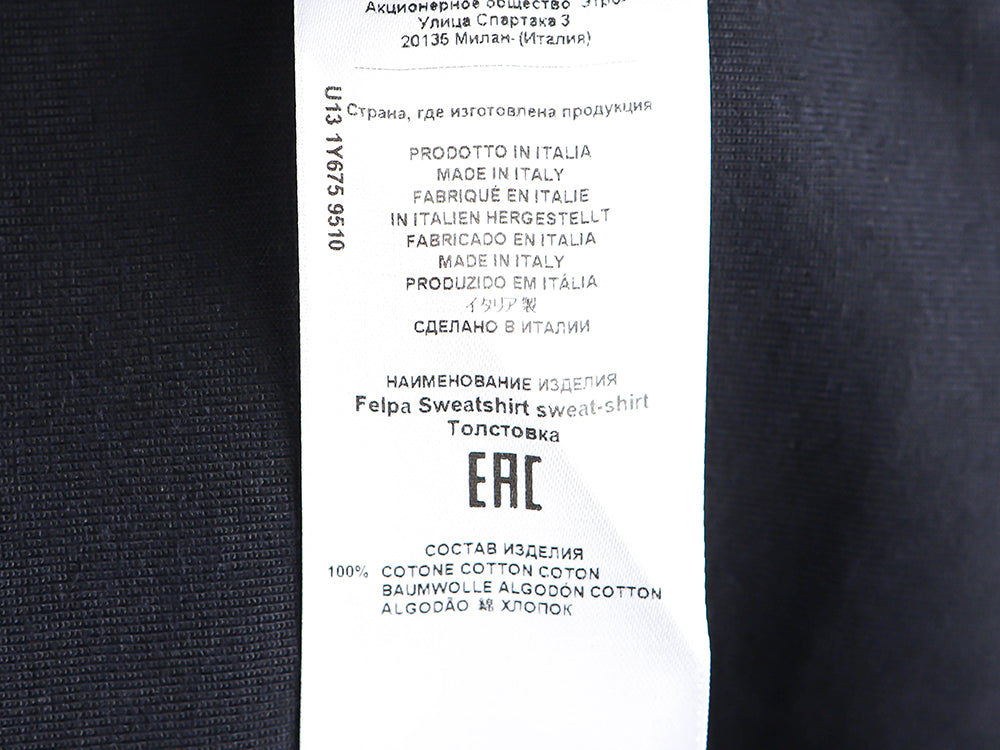 Акционерное общество Этро-
Улица Спартака 3
20135 Милан- (Италия)
U13 1Y675 9510
Страна, где изготовлена продукция
PRODOTTO IN ITALIA
MADE IN ITALY
FABRIQUÉ EN ITALIE
IN ITALIEN HERGESTELLT
FABRICADO EN ITALIA
MADE IN ITALY
PRODUZIDO EM ITÁLIA
イタリア製
СДЕЛАНО В ИТАЛИИ
НАИМЕНОВАНИЕ ИЗДЕЛИЯ
Felpa Sweatshirt sweat-shirt
Толстовка
EAC
СОСТАВ ИЗДЕЛИЯ
100% COTONE COTTON COTON
BAUMWOLLE ALGODÓN COTTON
ALGODÃO 綿 ХЛОПОК